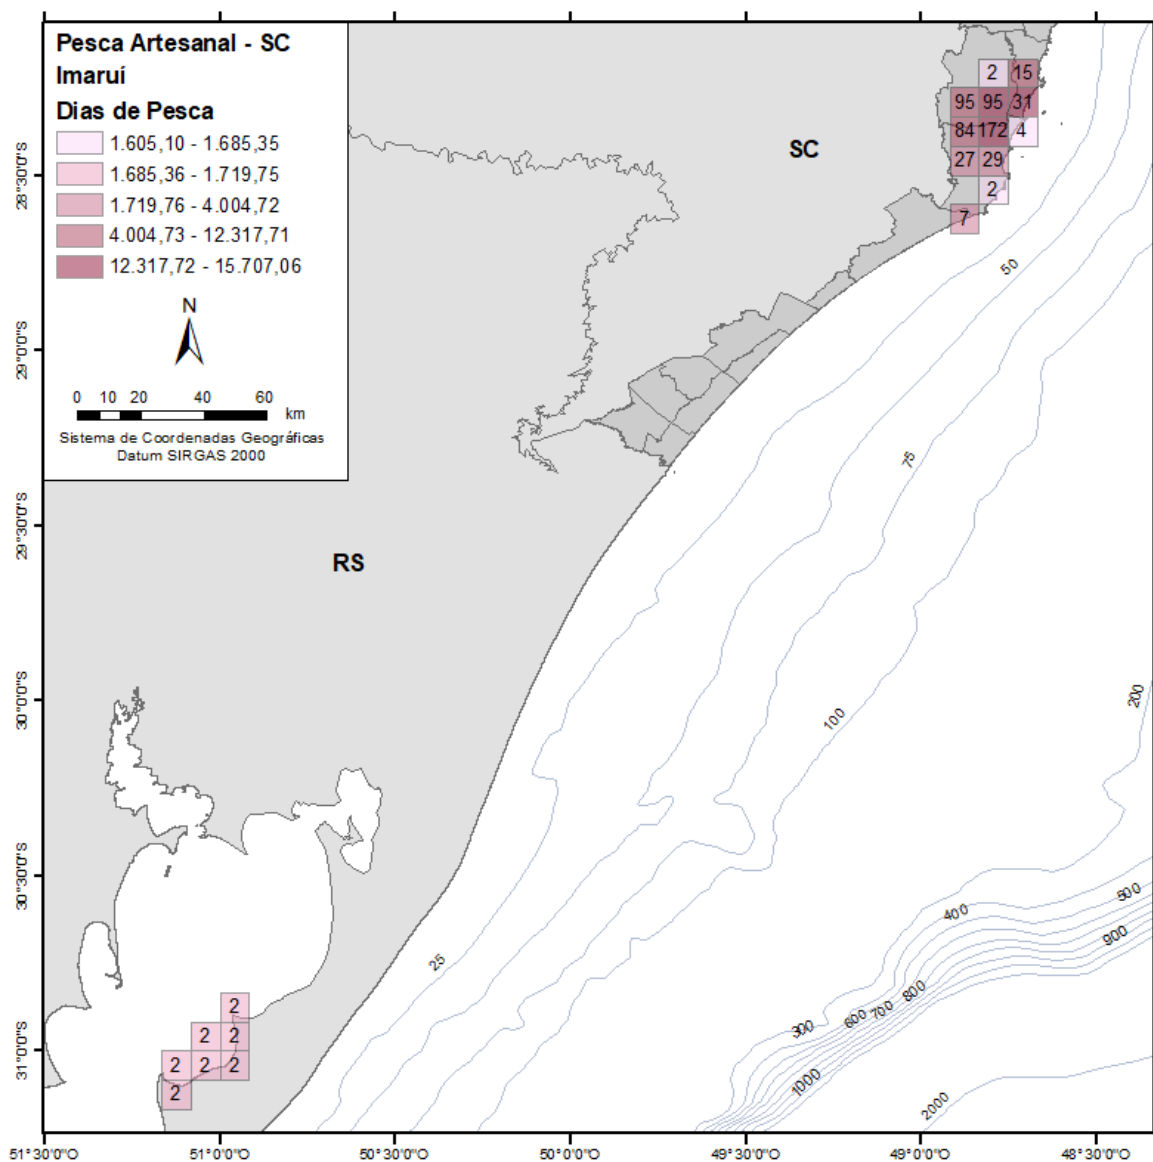 Pesca Artesanal - SC
Imaruí
Dias de Pesca
1.605,10 - 1.685,35
1.685,36 - 1.719,75
1.719,76 - 4.004,72
4.004,73 - 12.317,71
12.317,72 - 15.707,06
N
0 10 20 40 60
km
Sistema de Coordenadas Geográficas
Datum SIRGAS 2000
2 15
95 95 31
84 172 4
27 29
2
7
SC
RS
50
75
100
200
25
500
400
900
800
700
600
300
1000
2000
2
2 2
2 2 2
2
28°30'0"S
29°0'0"S
29°30'0"S
30°0'0"S
30°30'0"S
31°0'0"S
51°30'0"O 51°0'0"O 50°30'0"O 50°0'0"O 49°30'0"O 49°0'0"O 48°30'0"O